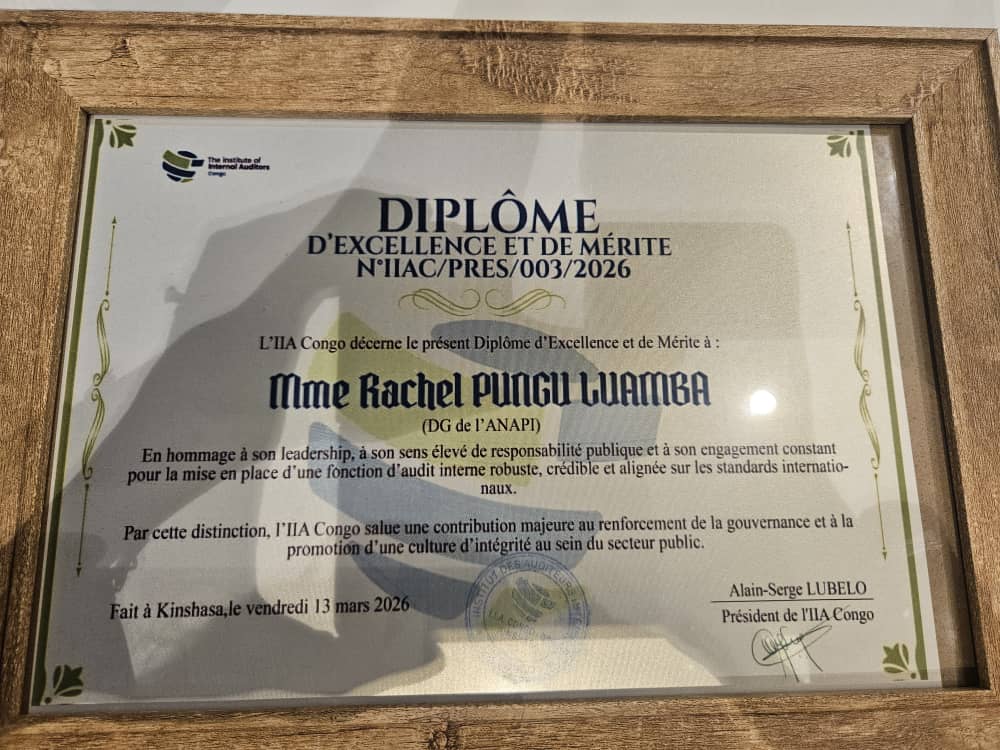 The Institute of
Internal Auditors
Congo
DIPLÔME
D'EXCELLENCE ET DE MÉRITE
N°IIAC/PRES/003/2026
L'IIA Congo décerne le présent Diplôme d'Excellence et de Mérite à :
Mme Rachel PUNGU LUAMBA
(DG de l'ANAPI)
En hommage à son leadership, à son sens élevé de responsabilité publique et à son engagement constant
pour la mise en place d'une fonction d'audit interne robuste, crédible et alignée sur les standards internatio-
naux.
Par cette distinction, l'IIA Congo salue une contribution majeure au renforcement de la gouvernance et à la
promotion d'une culture d'intégrité au sein du secteur public.
Fait à Kinshasa,le vendredi 13 mars 2026
Alain-Serge LUBELO
Président de l'IIA Congo
DES AUDITEURS